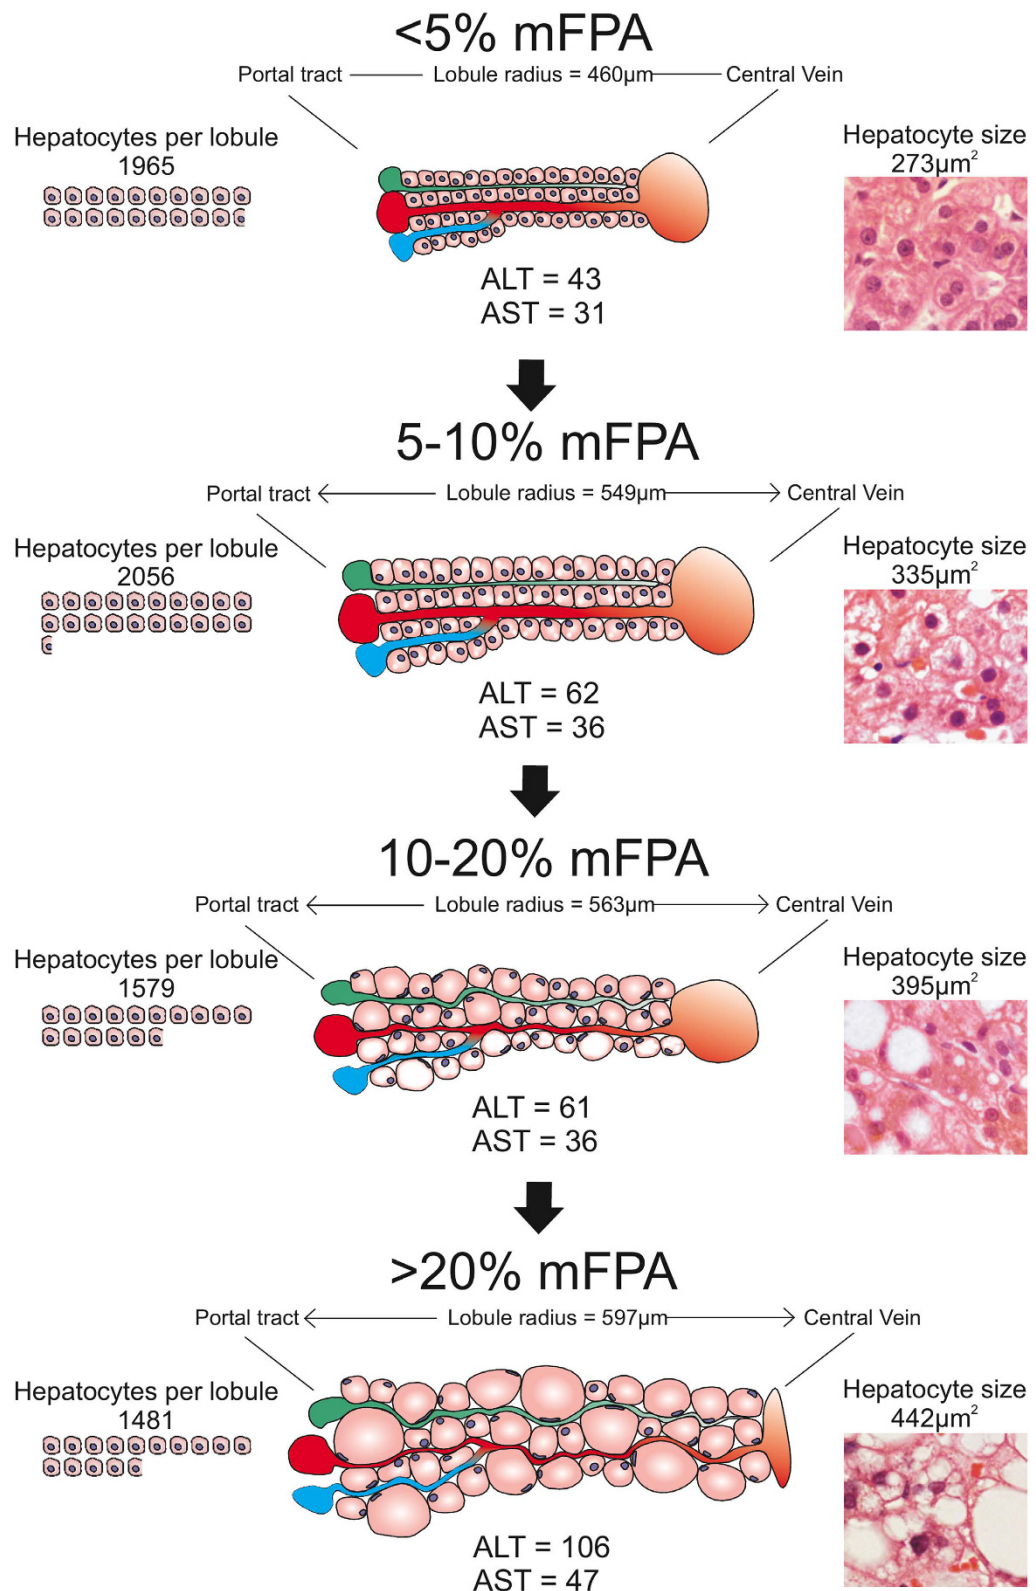 <5% mFPA
Portal tract Lobule radius = 460µm Central Vein
Hepatocytes per lobule
1965
Hepatocyte size
273µm²
ALT = 43
AST = 31
5-10% mFPA
Portal tract Lobule radius = 549µm Central Vein
Hepatocytes per lobule
2056
Hepatocyte size
335µm²
ALT = 62
AST = 36
10-20% mFPA
Portal tract Lobule radius = 563µm Central Vein
Hepatocytes per lobule
1579
Hepatocyte size
395µm²
ALT = 61
AST = 36
>20% mFPA
Portal tract Lobule radius = 597µm Central Vein
Hepatocytes per lobule
1481
Hepatocyte size
442µm²
ALT = 106
AST = 47